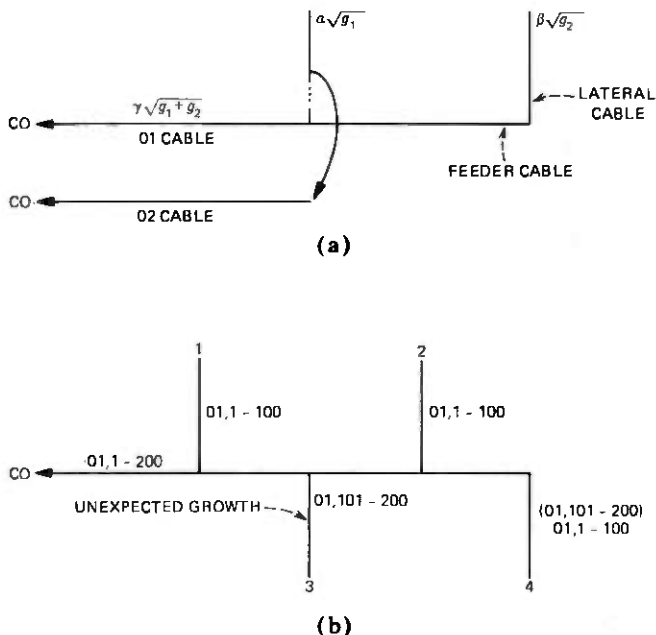 α√g₁
β√g₂
γ√g₁ + g₂
LATERAL
CABLE
CO
01 CABLE
FEEDER CABLE
CO
02 CABLE
(a)
1
2
01,1 - 100
01,1 - 100
01,1 - 200
CO
UNEXPECTED GROWTH
01,101 - 200
(01,101 - 200)
01,1 - 100
3
4
(b)